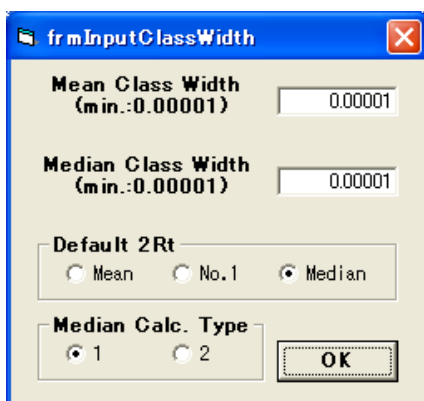 frmInputClassWidth
Mean Class Width
(min.:0.00001)
0.00001
Median Class Width
(min.:0.00001)
0.00001
Default 2Rt
Mean No.1 Median
Median Calc. Type
1 2
OK